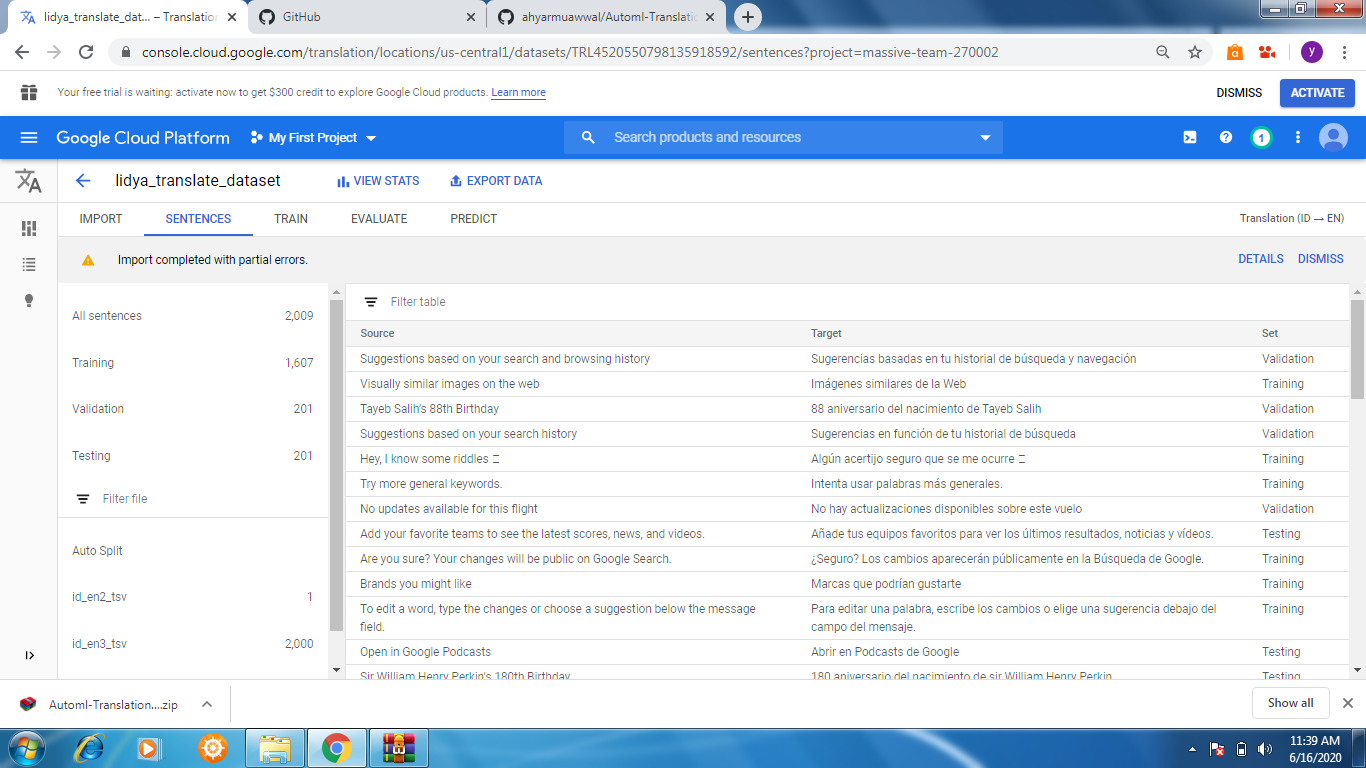 lidya_translate_dat... – Translation
GitHub
ahyarmuawwal/Automl-Translatio
console.cloud.google.com/translation/locations/us-central1/datasets/TRL4520550798135918592/sentences?project=massive-team-270002
y
Your free trial is waiting: activate now to get $300 credit to explore Google Cloud products. Learn more
DISMISS
ACTIVATE
Google Cloud Platform
My First Project
Search products and resources
1
lidya_translate_dataset
VIEW STATS
EXPORT DATA
IMPORT
SENTENCES
TRAIN
EVALUATE
PREDICT
Translation (ID → EN)
Import completed with partial errors.
DETAILS
DISMISS
All sentences 2,009
Training 1,607
Validation 201
Testing 201
Filter file
Auto Split
id_en2_tsv 1
id_en3_tsv 2,000
Filter table
Source Target Set
Suggestions based on your search and browsing history Sugerencias basadas en tu historial de búsqueda y navegación Validation
Visually similar images on the web Imágenes similares de la Web Training
Tayeb Salih's 88th Birthday 88 aniversario del nacimiento de Tayeb Salih Validation
Suggestions based on your search history Sugerencias en función de tu historial de búsqueda Validation
Hey, I know some riddles Algún acertijo seguro que se me ocurre Training
Try more general keywords. Intenta usar palabras más generales. Training
No updates available for this flight No hay actualizaciones disponibles sobre este vuelo Validation
Add your favorite teams to see the latest scores, news, and videos. Añade tus equipos favoritos para ver los últimos resultados, noticias y vídeos. Testing
Are you sure? Your changes will be public on Google Search. ¿Seguro? Los cambios aparecerán públicamente en la Búsqueda de Google. Training
Brands you might like Marcas que podrían gustarte Training
To edit a word, type the changes or choose a suggestion below the message Para editar una palabra, escribe los cambios o elige una sugerencia debajo del Training
field. campo del mensaje.
Open in Google Podcasts Abrir en Podcasts de Google Testing
Sir William Henry Perkin's 180th Birthday 180 aniversario del nacimiento de sir William Henry Perkin Testing
Automl-Translation....zip
Show all
11:39 AM
6/16/2020